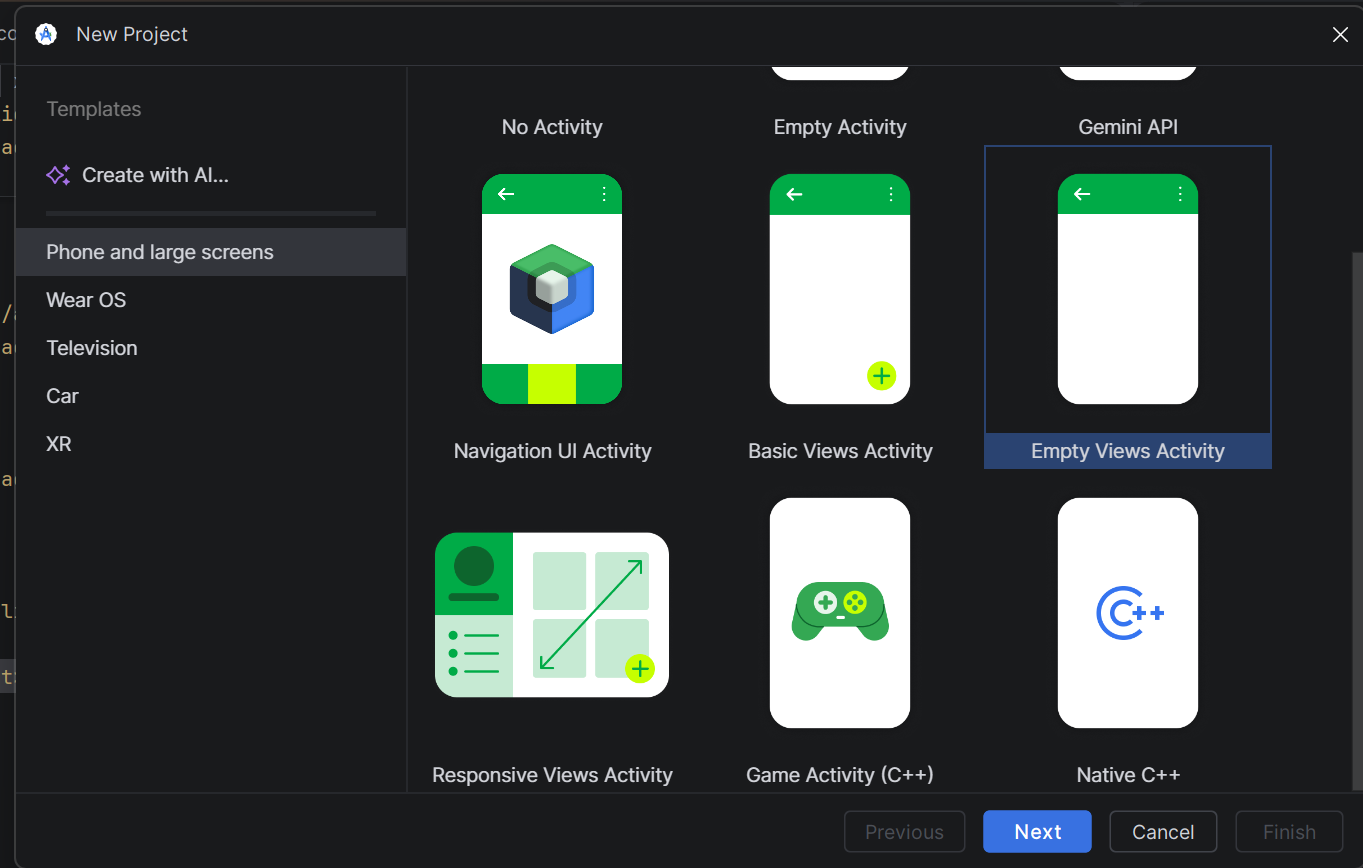 New Project
Templates
Create with AI...
Phone and large screens
Wear OS
Television
Car
XR
No Activity
Empty Activity
Gemini API
Navigation UI Activity
Basic Views Activity
Empty Views Activity
C++
Responsive Views Activity
Game Activity (C++)
Native C++
Previous
Next
Cancel
Finish